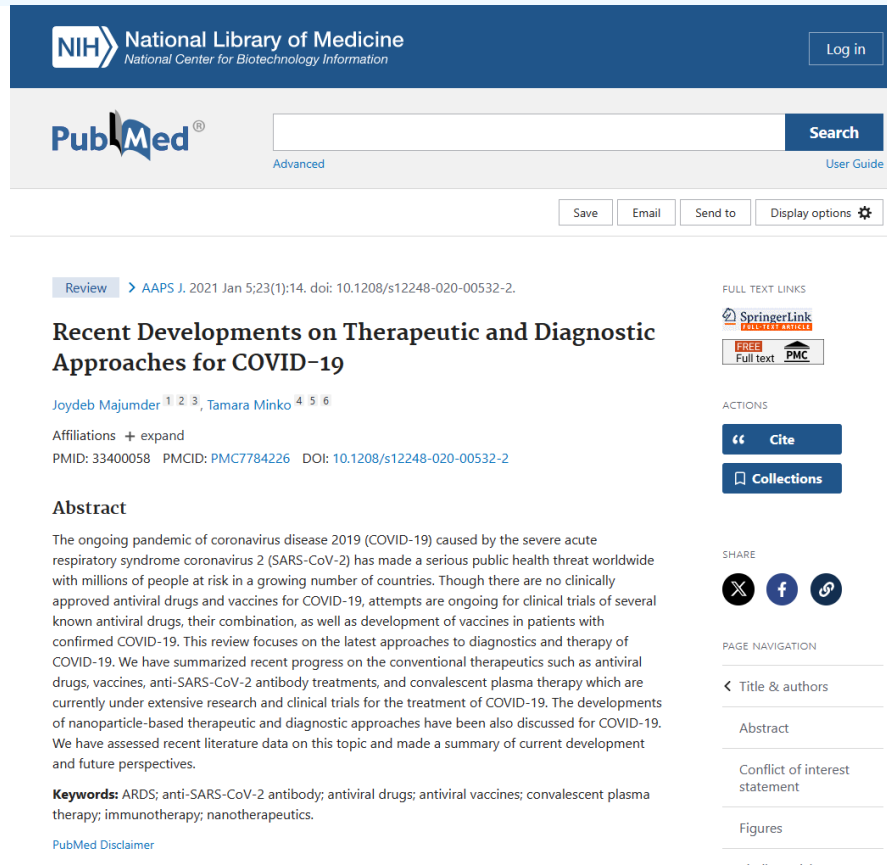 NIH National Library of Medicine
National Center for Biotechnology Information
Log in
PubMed®
Search
Advanced
User Guide
Save
Email
Send to
Display options
Review
AAPS J. 2021 Jan 5;23(1):14. doi: 10.1208/s12248-020-00532-2.
Recent Developments on Therapeutic and Diagnostic
Approaches for COVID-19
Joydeb Majumder 1 2 3, Tamara Minko 4 5 6
Affiliations + expand
PMID: 33400058 PMCID: PMC7784226 DOI: 10.1208/s12248-020-00532-2
Abstract
The ongoing pandemic of coronavirus disease 2019 (COVID-19) caused by the severe acute
respiratory syndrome coronavirus 2 (SARS-CoV-2) has made a serious public health threat worldwide
with millions of people at risk in a growing number of countries. Though there are no clinically
approved antiviral drugs and vaccines for COVID-19, attempts are ongoing for clinical trials of several
known antiviral drugs, their combination, as well as development of vaccines in patients with
confirmed COVID-19. This review focuses on the latest approaches to diagnostics and therapy of
COVID-19. We have summarized recent progress on the conventional therapeutics such as antiviral
drugs, vaccines, anti-SARS-CoV-2 antibody treatments, and convalescent plasma therapy which are
currently under extensive research and clinical trials for the treatment of COVID-19. The developments
of nanoparticle-based therapeutic and diagnostic approaches have been also discussed for COVID-19.
We have assessed recent literature data on this topic and made a summary of current development
and future perspectives.
Keywords: ARDS; anti-SARS-CoV-2 antibody; antiviral drugs; antiviral vaccines; convalescent plasma
therapy; immunotherapy; nanotherapeutics.
PubMed Disclaimer
FULL TEXT LINKS
SpringerLink
FULL-TEXT ARTICLE
FREE
Full text PMC
ACTIONS
Cite
Collections
SHARE
PAGE NAVIGATION
Title & authors
Abstract
Conflict of interest
statement
Figures